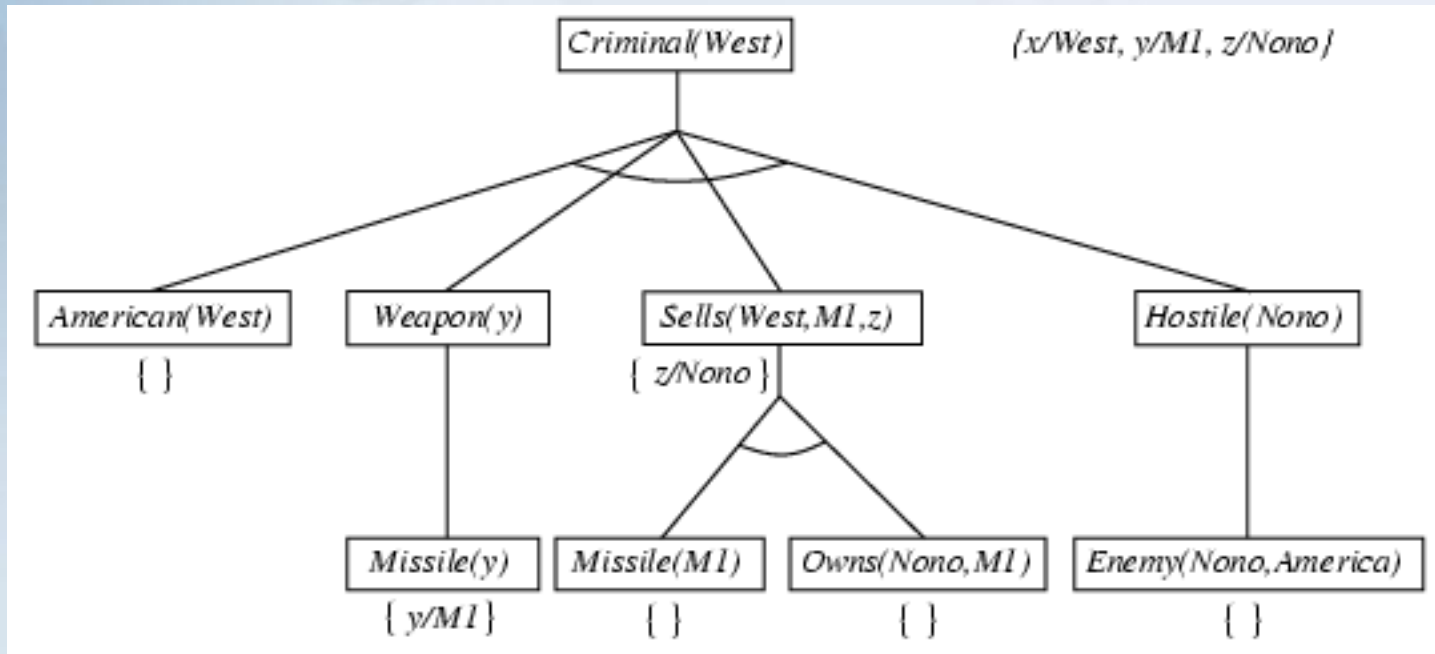 Criminal(West) {x/West, y/M1, z/Nono}
American(West) Weapon(y) Sells(West,M1,z) Hostile(Nono)
{ } { z/Nono }
Missile(y) Missile(M1) Owns(Nono,M1) Enemy(Nono,America)
{ y/M1} { } { } { }